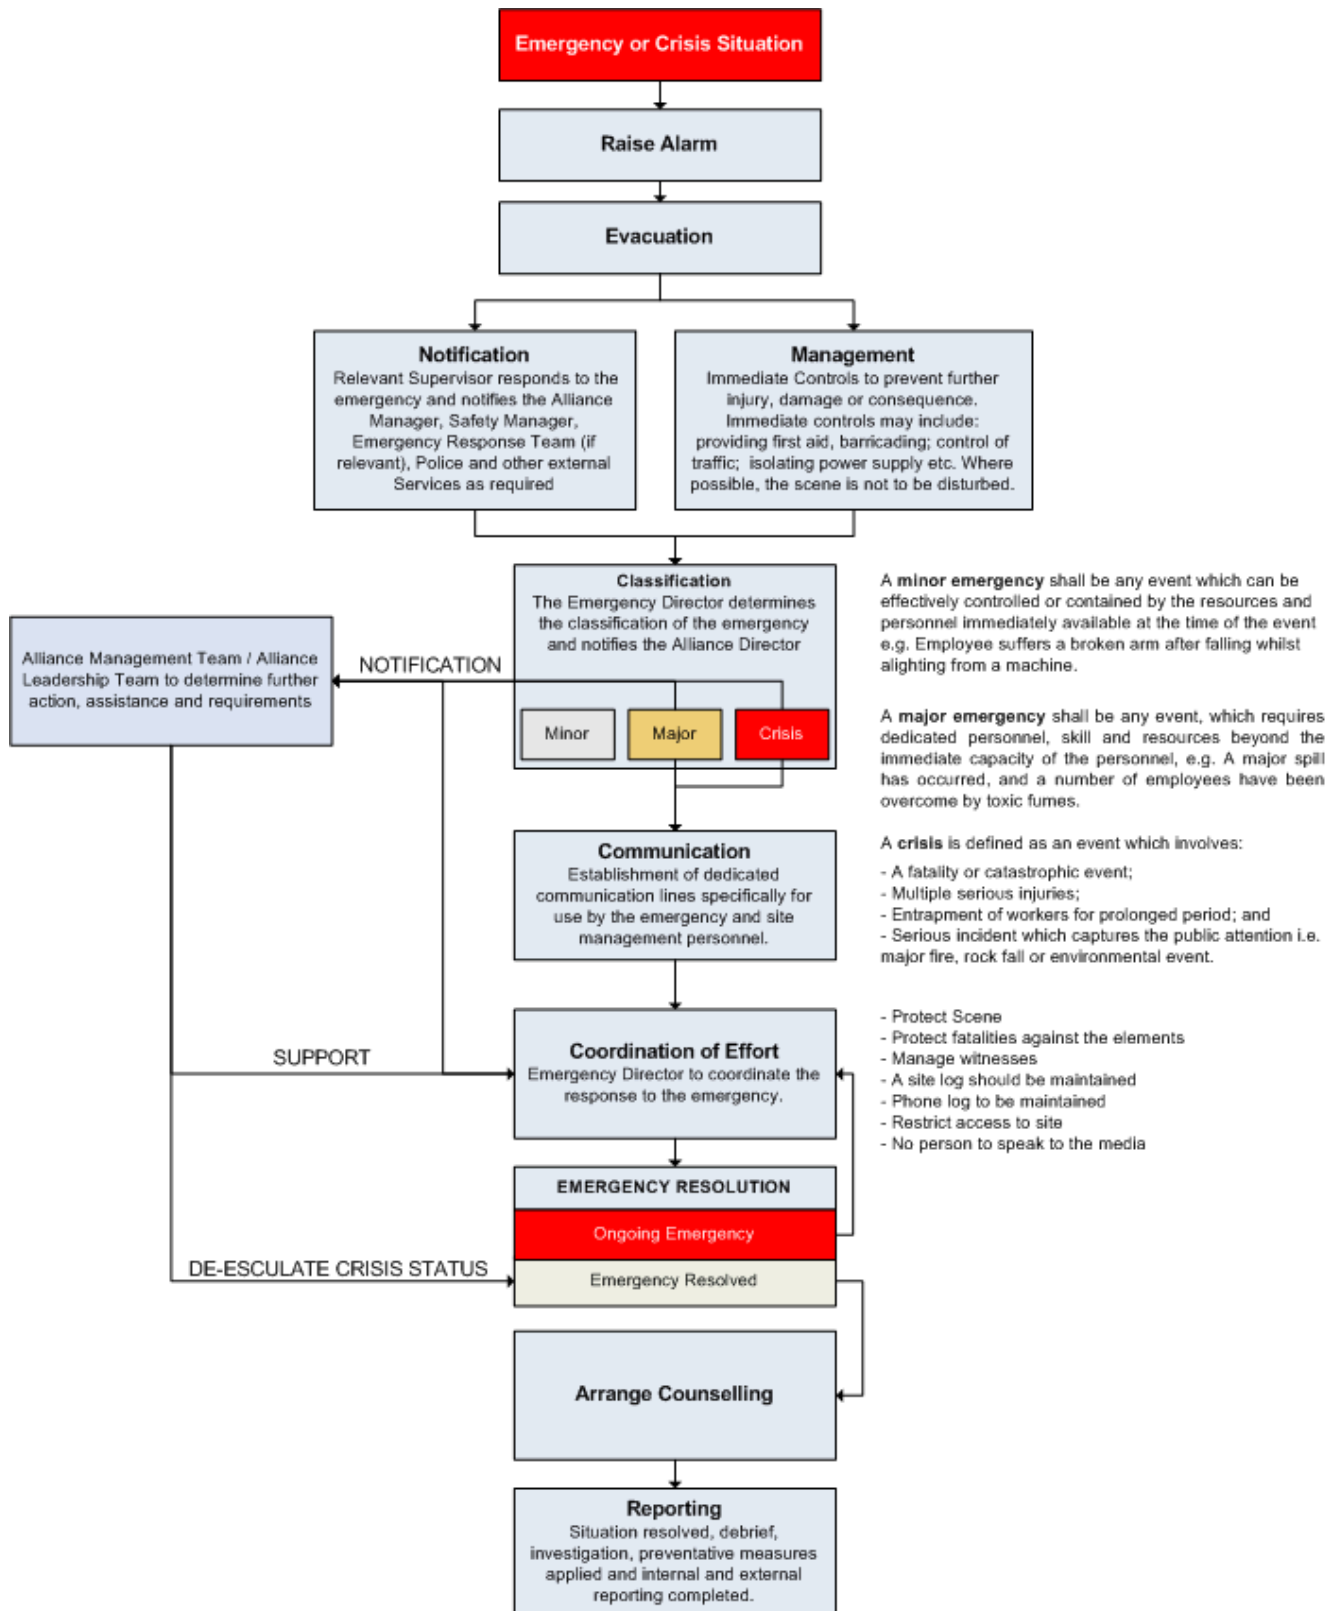 Emergency or Crisis Situation
Raise Alarm
Evacuation
Notification
Relevant Supervisor responds to the
emergency and notifies the Alliance
Manager, Safety Manager,
Emergency Response Team (if
relevant), Police and other external
Services as required
Management
Immediate Controls to prevent further
injury, damage or consequence.
Immediate controls may include:
providing first aid, barricading; control of
traffic; isolating power supply etc. Where
possible, the scene is not to be disturbed.
Classification
The Emergency Director determines
the classification of the emergency
and notifies the Alliance Director
Minor
Major
Crisis
A minor emergency shall be any event which can be
effectively controlled or contained by the resources and
personnel immediately available at the time of the event
e.g. Employee suffers a broken arm after falling whilst
alighting from a machine.
Alliance Management Team / Alliance
Leadership Team to determine further
action, assistance and requirements
NOTIFICATION
A major emergency shall be any event, which requires
dedicated personnel, skill and resources beyond the
immediate capacity of the personnel, e.g. A major spill
has occurred, and a number of employees have been
overcome by toxic fumes.
Communication
Establishment of dedicated
communication lines specifically for
use by the emergency and site
management personnel.
A crisis is defined as an event which involves:
- A fatality or catastrophic event;
- Multiple serious injuries;
- Entrapment of workers for prolonged period; and
- Serious incident which captures the public attention i.e.
major fire, rock fall or environmental event.
Coordination of Effort
Emergency Director to coordinate the
response to the emergency.
SUPPORT
- Protect Scene
- Protect fatalities against the elements
- Manage witnesses
- A site log should be maintained
- Phone log to be maintained
- Restrict access to site
- No person to speak to the media
EMERGENCY RESOLUTION
Ongoing Emergency
Emergency Resolved
DE-ESCULATE CRISIS STATUS
Arrange Counselling
Reporting
Situation resolved, debrief,
investigation, preventative measures
applied and internal and external
reporting completed.